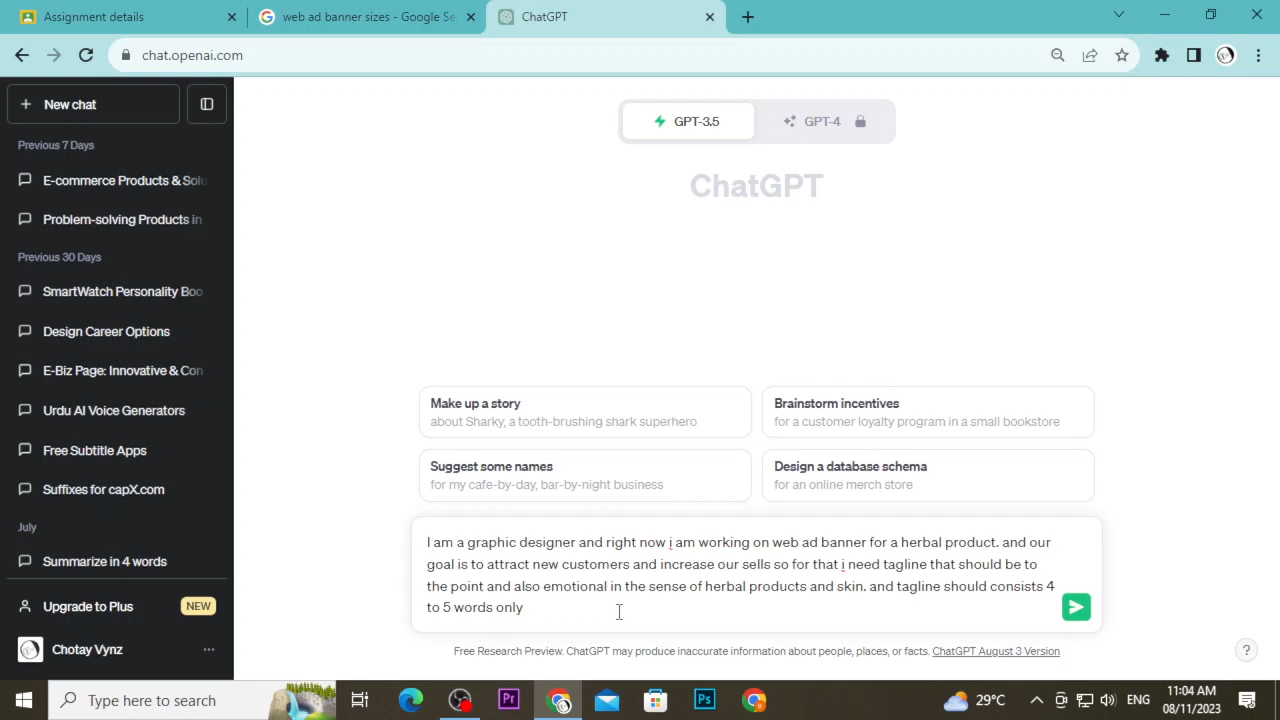 Assignment details
web ad banner sizes - Google Se
ChatGPT
chat.openai.com
New chat
Previous 7 Days
E-commerce Products & Solu
Problem-solving Products in
Previous 30 Days
SmartWatch Personality Boo
Design Career Options
E-Biz Page: Innovative & Con
Urdu AI Voice Generators
Free Subtitle Apps
Suffixes for capX.com
July
Summarize in 4 words
Upgrade to Plus NEW
Chotay Vynz
GPT-3.5
GPT-4
ChatGPT
Make up a story
about Sharky, a tooth-brushing shark superhero
Brainstorm incentives
for a customer loyalty program in a small bookstore
Suggest some names
for my cafe-by-day, bar-by-night business
Design a database schema
for an online merch store
I am a graphic designer and right now i am working on web ad banner for a herbal product. and our
goal is to attract new customers and increase our sells so for that i need tagline that should be to
the point and also emotional in the sense of herbal products and skin. and tagline should consists 4
to 5 words only
Free Research Preview. ChatGPT may produce inaccurate information about people, places, or facts. ChatGPT August 3 Version
?
Type here to search
Pr
Ps
29°C
ENG
11:04 AM
08/11/2023